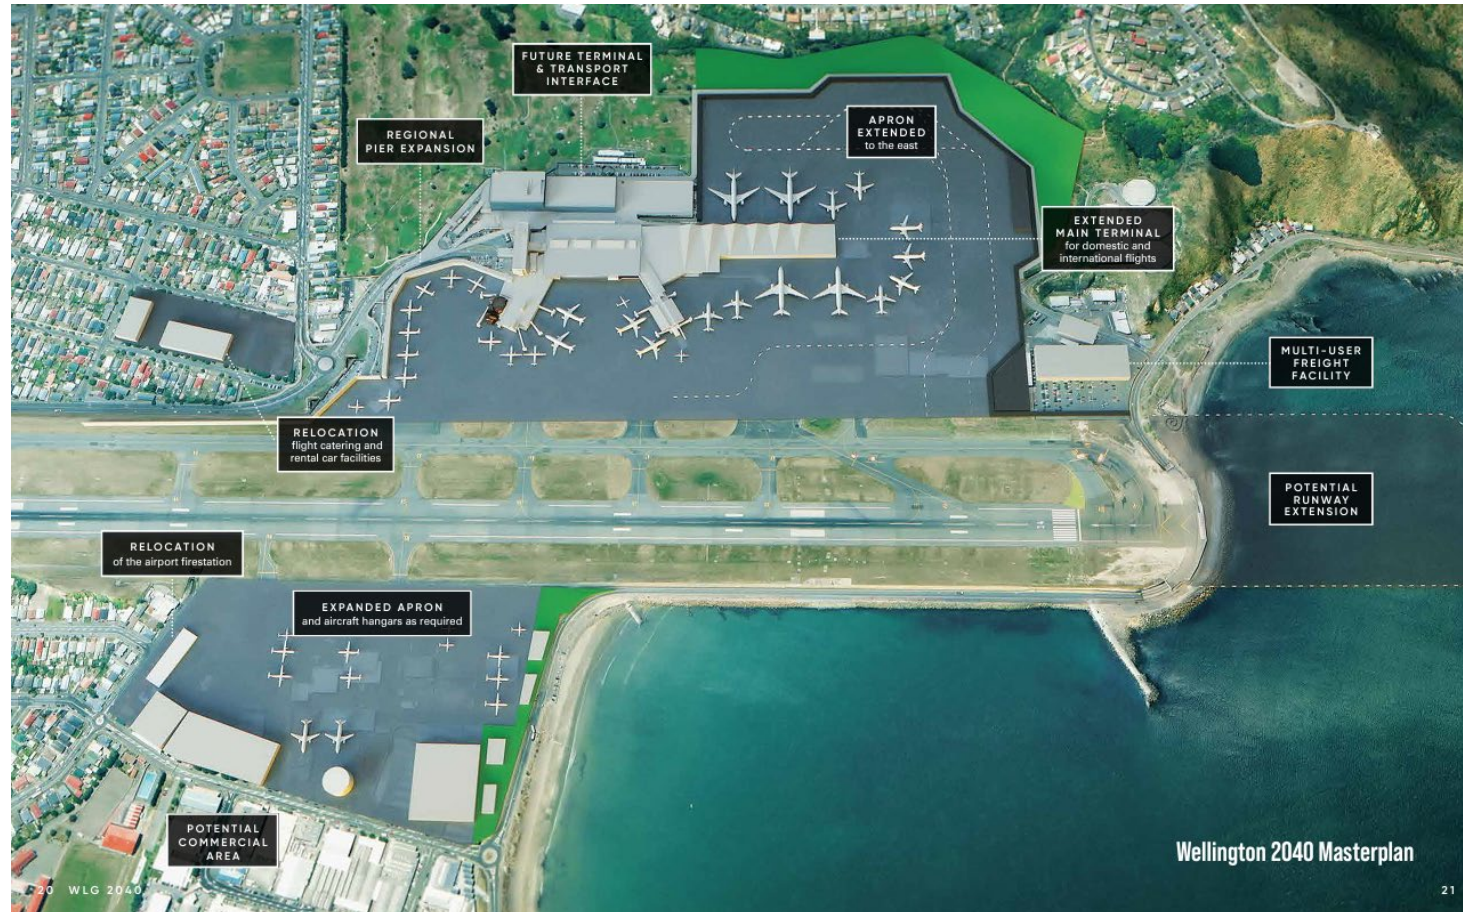 FUTURE TERMINAL
& TRANSPORT
INTERFACE
REGIONAL
PIER EXPANSION
APRON
EXTENDED
to the east
EXTENDED
MAIN TERMINAL
for domestic and
international flights
MULTI-USER
FREIGHT
FACILITY
RELOCATION
flight catering and
rental car facilities
POTENTIAL
RUNWAY
EXTENSION
RELOCATION
of the airport firestation
EXPANDED APRON
and aircraft hangars as required
POTENTIAL
COMMERCIAL
AREA
Wellington 2040 Masterplan
20 WLG 2040
21